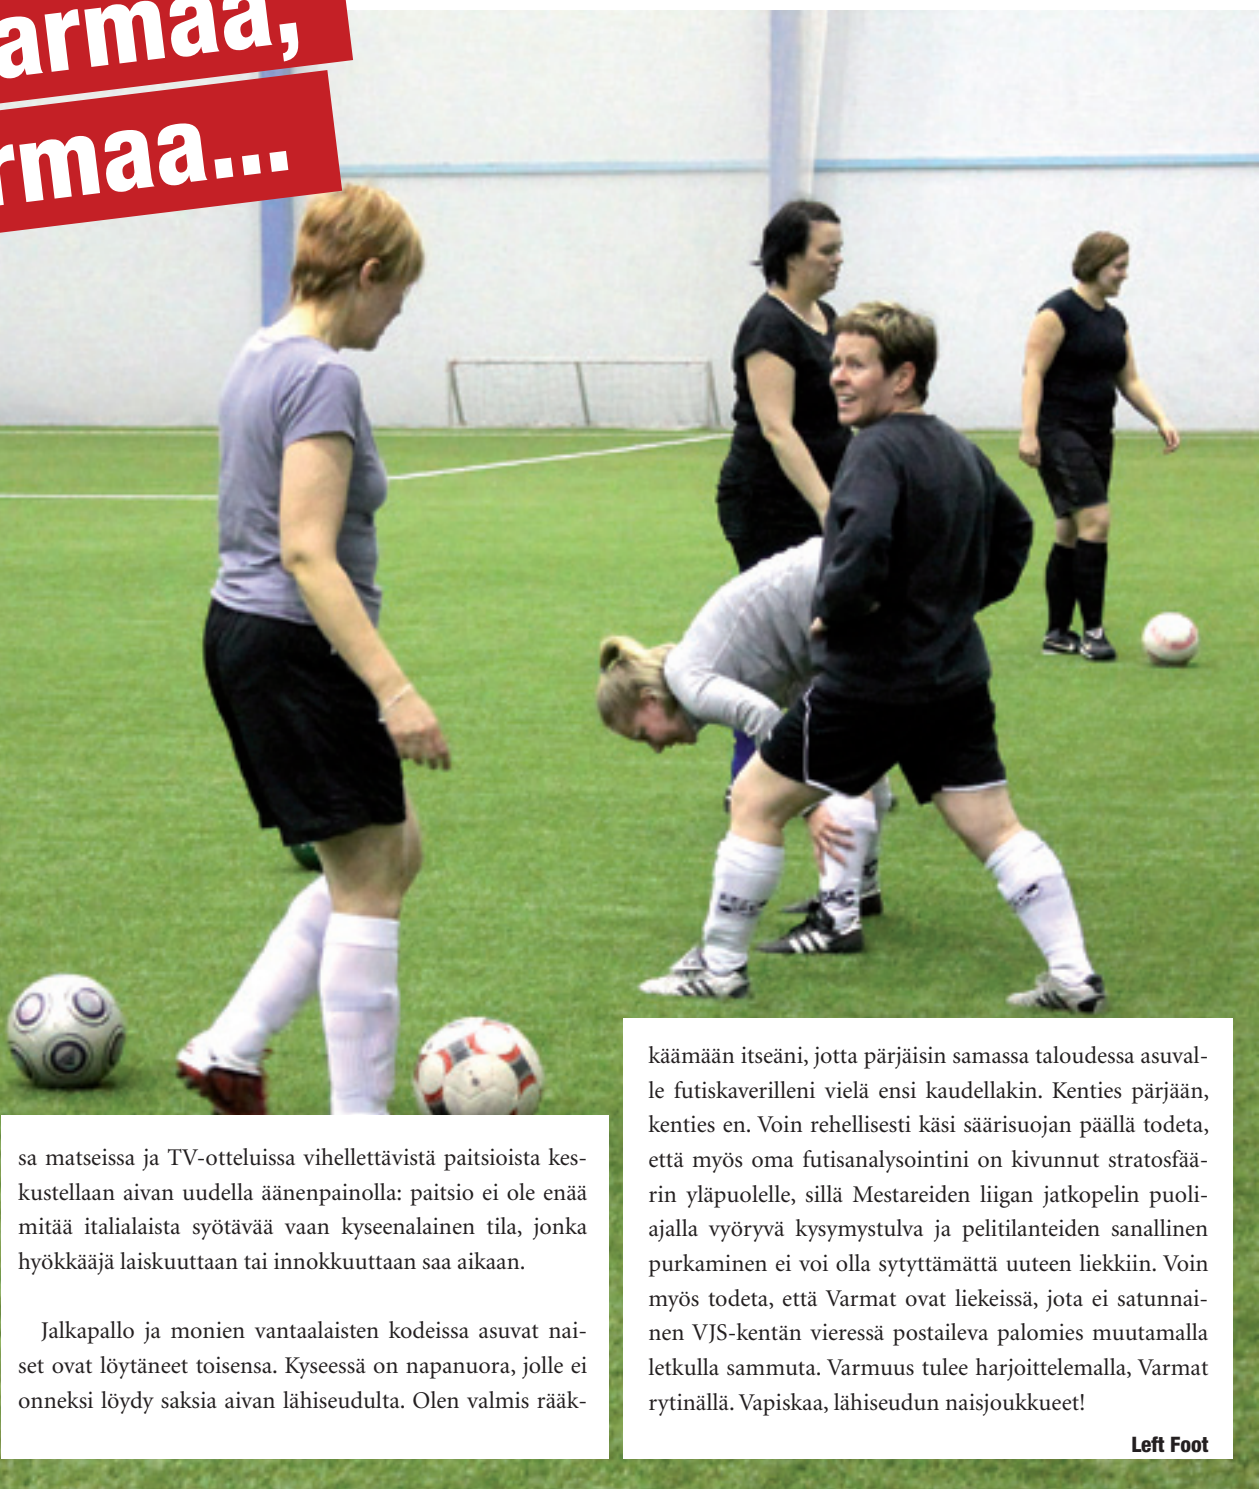 armaa,
rmaa...
sa matseissa ja TV-otteluissa vihellettävistä paitsioista kes-
kustellaan aivan uudella äänenpainolla: paitsio ei ole enää
mitää italialaista syötävää vaan kyseenalainen tila, jonka
hyökkääjä laiskuuttaan tai innokkuuttaan saa aikaan.
Jalkapallo ja monien vantaalaisten kodeissa asuvat nai-
set ovat löytäneet toisensa. Kyseessä on napanuora, jolle ei
onneksi löydy saksia aivan lähiseudulta. Olen valmis rääk-
käämään itseäni, jotta pärjäisin samassa taloudessa asuval-
le futiskaverilleni vielä ensi kaudellakin. Kenties pärjään,
kenties en. Voin rehellisesti käsi säärisuojan päällä todeta,
että myös oma futisanalysointini on kivunnut stratosfää-
rin yläpuolelle, sillä Mestareiden liigan jatkopelin puoli-
ajalla vyöryvä kysymystulva ja pelitilanteiden sanallinen
purkaminen ei voi olla sytyttämättä uuteen liekkiin. Voin
myös todeta, että Varmat ovat liekeissä, jota ei satunnai-
nen VJS-kentän vieressä postaileva palomies muutamalla
letkulla sammuta. Varmuus tulee harjoittelemalla, Varmat
rytinällä. Vapiskaa, lähiseudun naisjoukkueet!
Left Foot